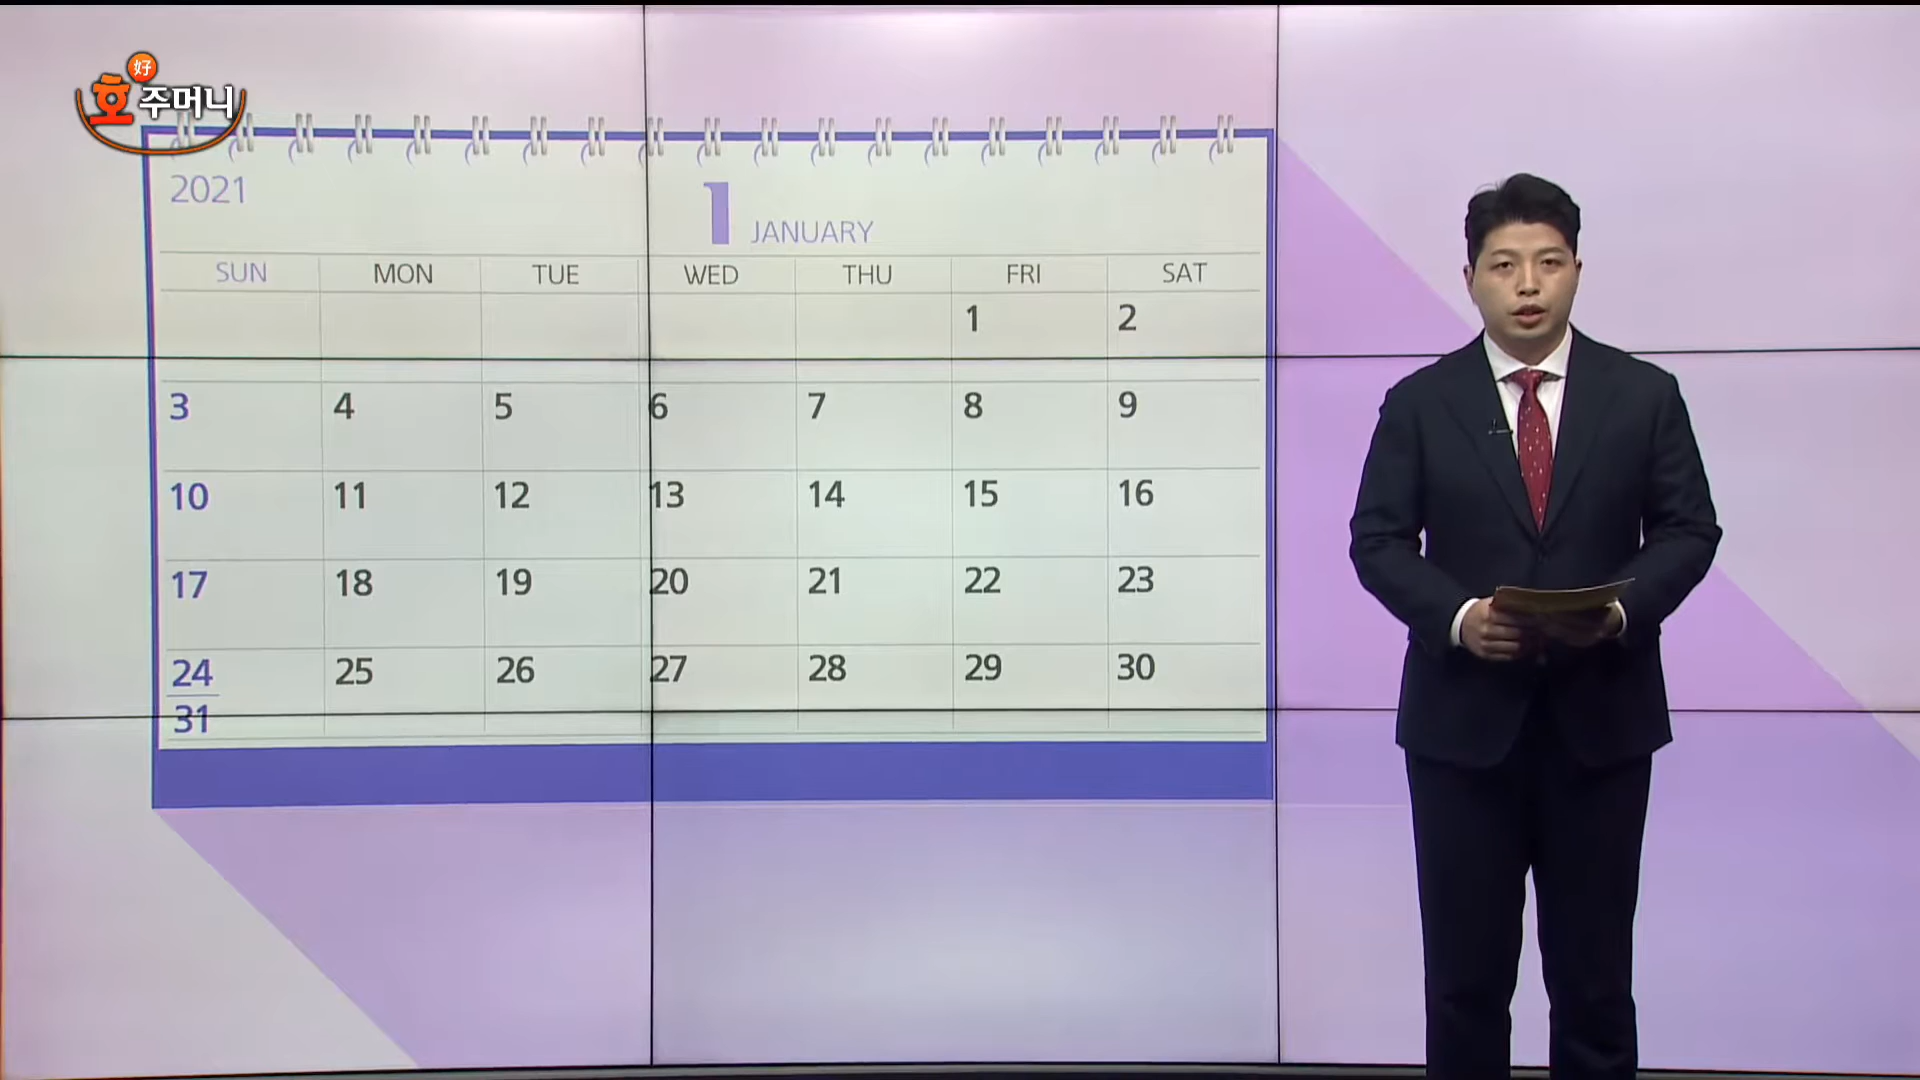 好
호주머니
2021
1 JANUARY
SUN MON TUE WED THU FRI SAT
1 2
3 4 5 6 7 8 9
10 11 12 13 14 15 16
17 18 19 20 21 22 23
24 25 26 27 28 29 30
31